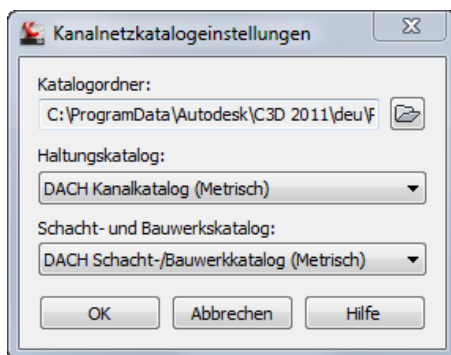 Kanalnetzkatalogeinstellungen
Katalogordner:
C:\ProgramData\Autodesk\C3D 2011\deu\
Haltungskatalog:
DACH Kanalkatalog (Metrisch)
Schacht- und Bauwerkskatalog:
DACH Schacht-/Bauwerkkatalog (Metrisch)
OK Abbrechen Hilfe